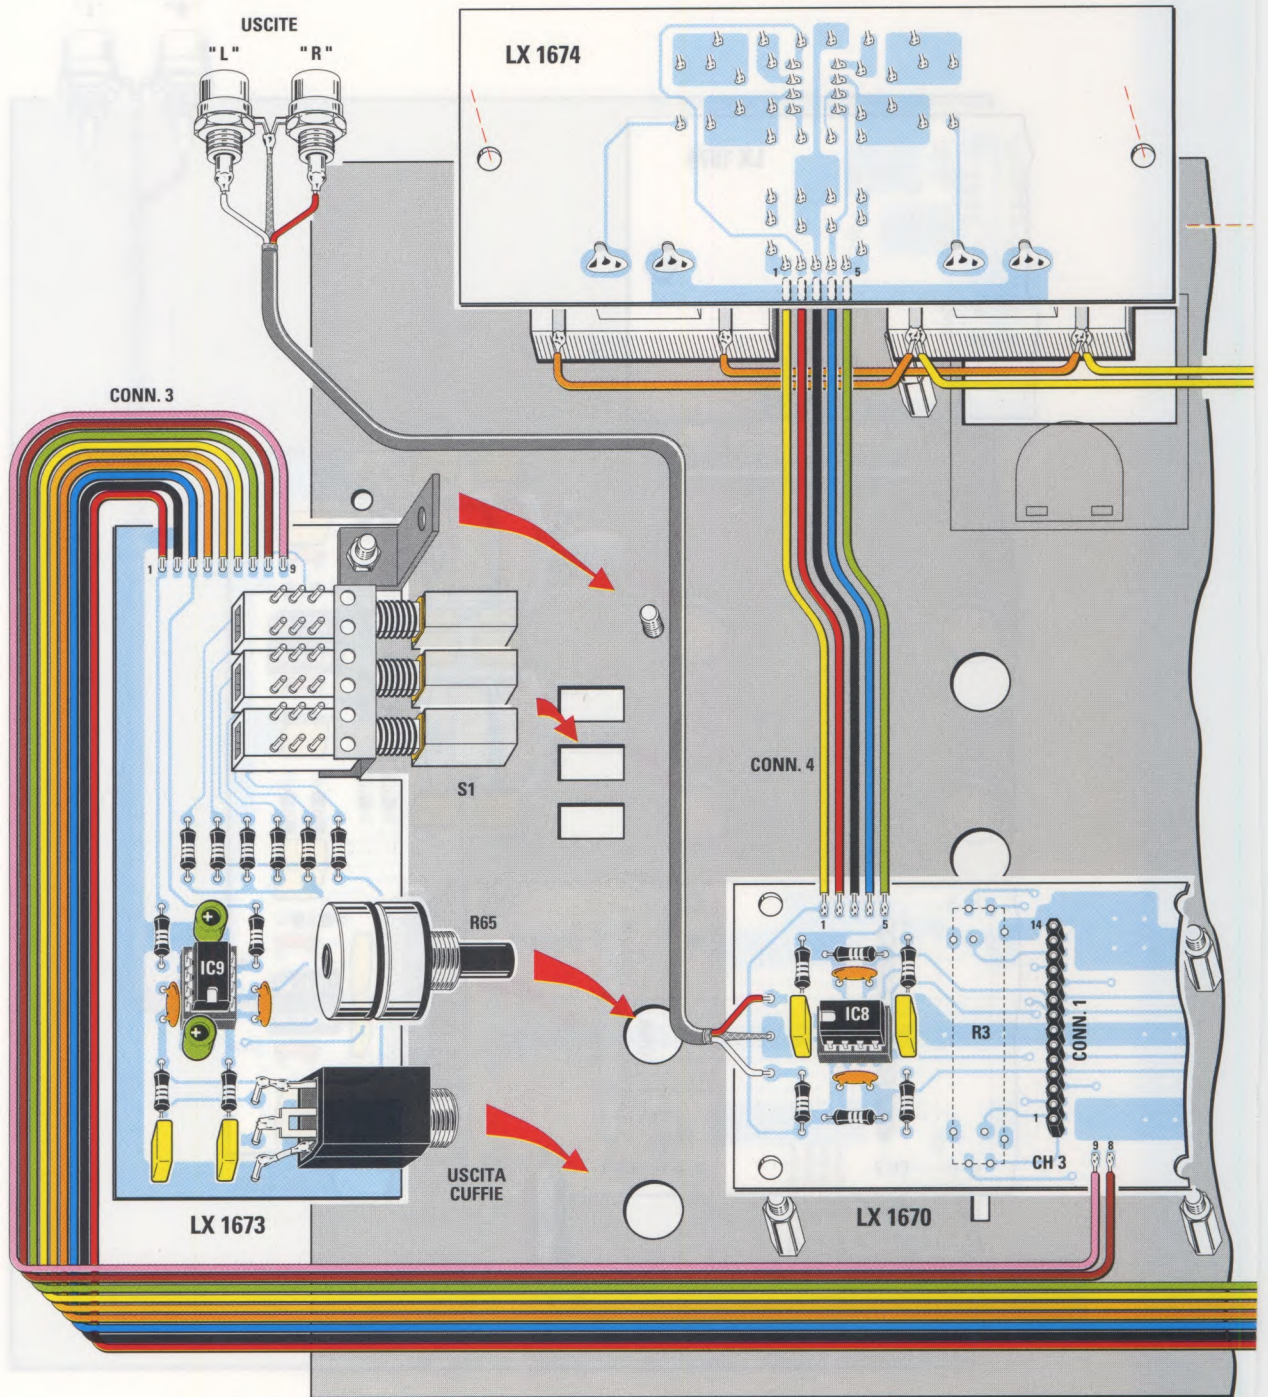 USCITE
"L" "R"
LX 1674
1 5
CONN. 3
1 9
S1
CONN. 4
R65
IC9
1 5
14
IC8
R3
CONN. 1
1
9 8
CH 3
USCITA
CUFFIE
LX 1670
LX 1673
+
+